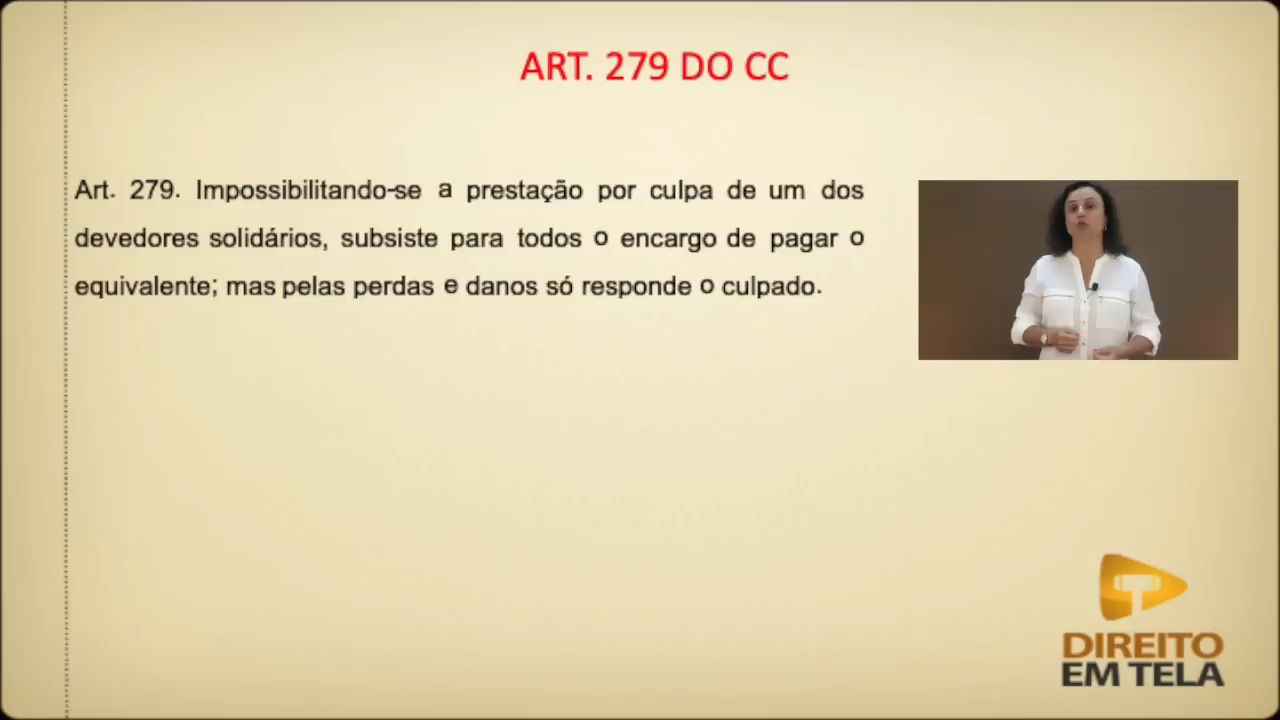 ART. 279 DO CC
Art. 279. Impossibilitando-se a prestação por culpa de um dos
devedores solidários, subsiste para todos o encargo de pagar o
equivalente; mas pelas perdas e danos só responde o culpado.
DIREITO
EM TELA